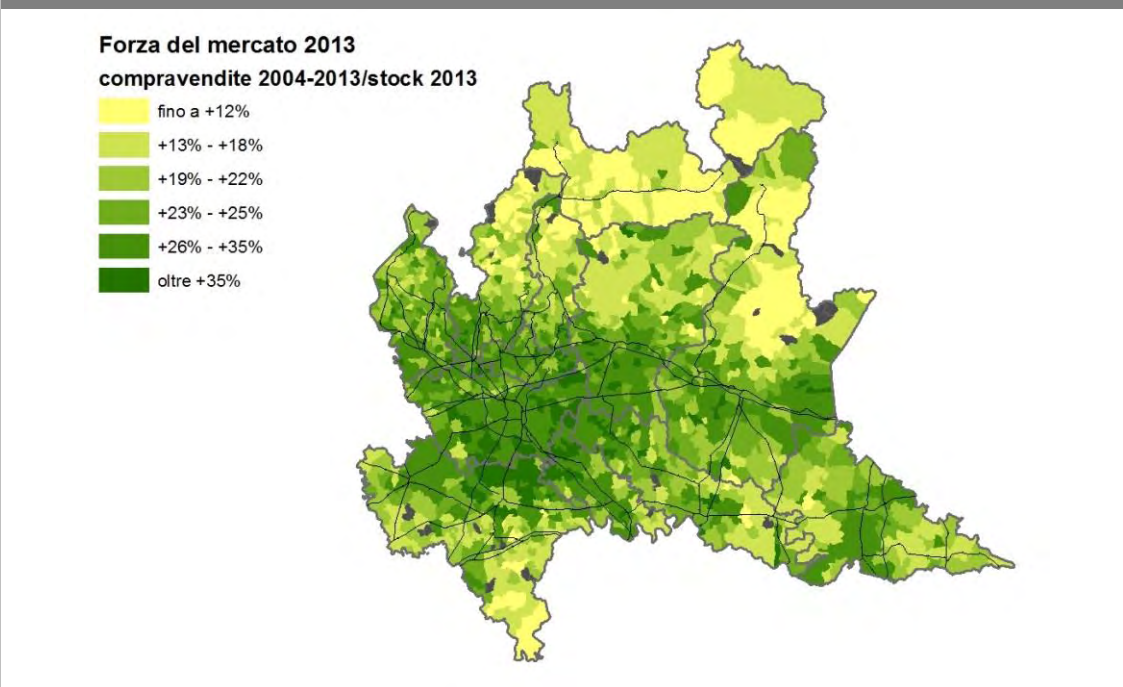 Forza del mercato 2013
compravendite 2004-2013/stock 2013
fino a +12%
+13% - +18%
+19% - +22%
+23% - +25%
+26% - +35%
oltre +35%